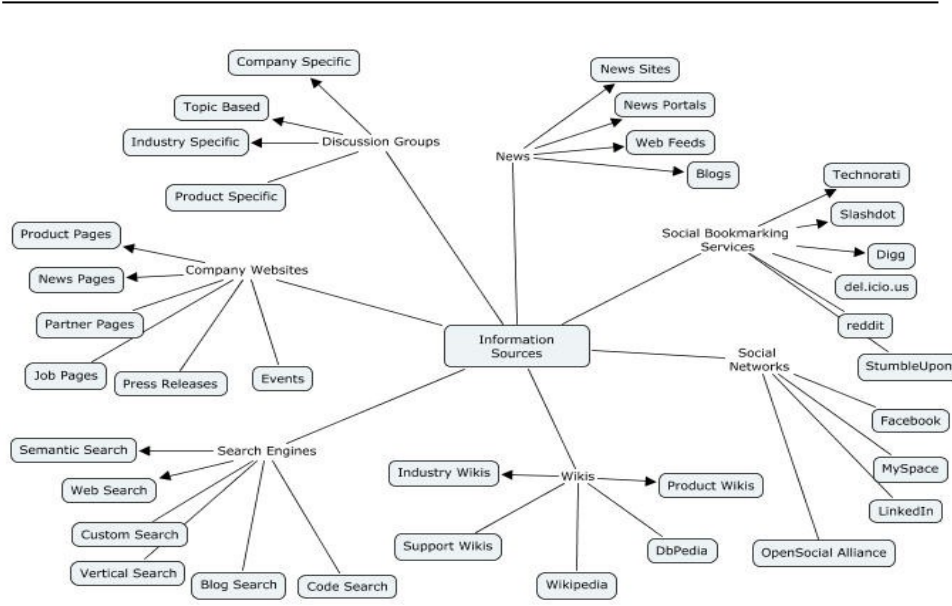 Company Specific
Topic Based
Industry Specific
Discussion Groups
Product Specific
News Sites
News Portals
Web Feeds
News
Blogs
Technorati
Slashdot
Social Bookmarking
Services
Digg
del.icio.us
reddit
StumbleUpon
Product Pages
Company Websites
News Pages
Partner Pages
Job Pages
Press Releases
Events
Information
Sources
Social
Networks
Facebook
MySpace
LinkedIn
OpenSocial Alliance
Semantic Search
Search Engines
Web Search
Custom Search
Vertical Search
Blog Search
Code Search
Industry Wikis
Wikis
Product Wikis
Support Wikis
DbPedia
Wikipedia